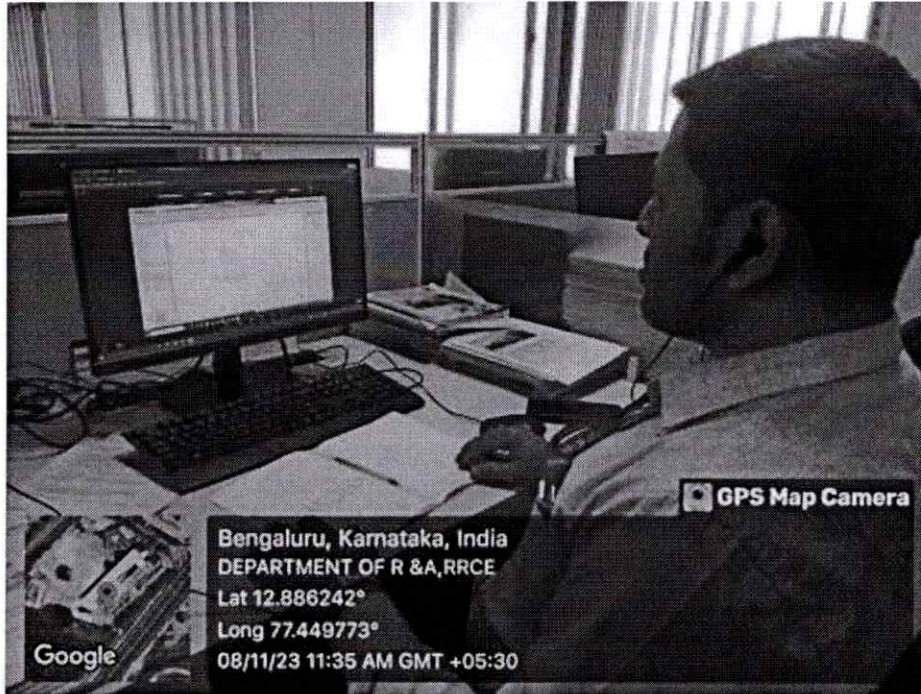 GPS Map Camera
Bengaluru, Karnataka, India
DEPARTMENT OF R &A,RRCE
Lat 12.886242°
Long 77.449773°
08/11/23 11:35 AM GMT +05:30
Google